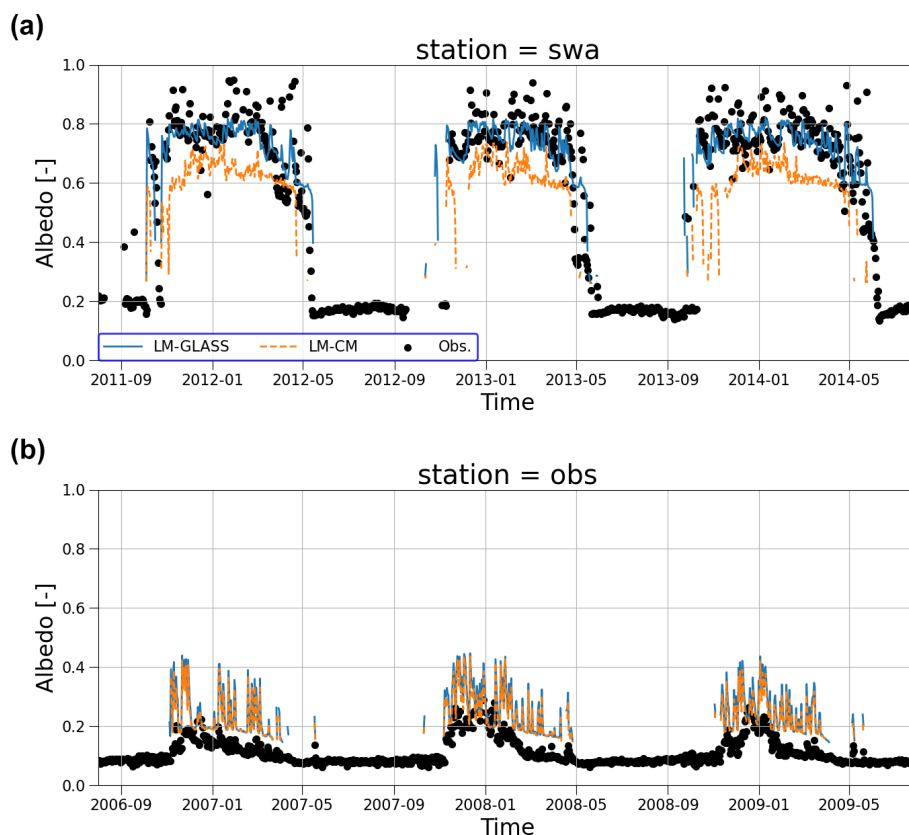 (a)
station = swa
Albedo [-]
1.0
0.8
0.6
0.4
0.2
0.0
LM-GLASS LM-CM Obs.
2011-09 2012-01 2012-05 2012-09 2013-01 2013-05 2013-09 2014-01 2014-05
Time
(b)
station = obs
Albedo [-]
1.0
0.8
0.6
0.4
0.2
0.0
2006-09 2007-01 2007-05 2007-09 2008-01 2008-05 2008-09 2009-01 2009-05
Time